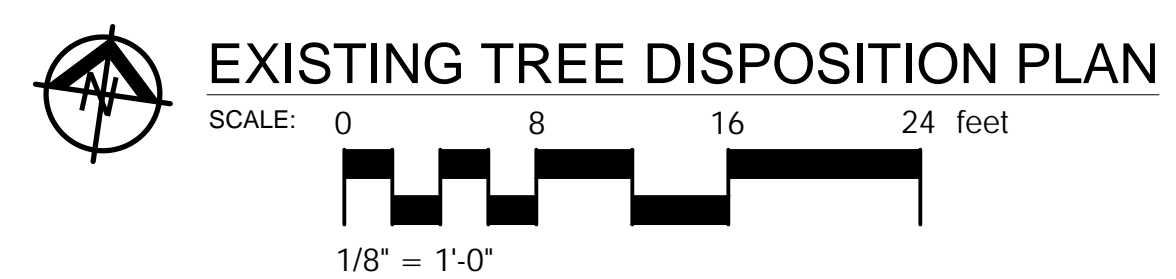 N
EXISTING TREE DISPOSITION PLAN
SCALE: 0 8 16 24 feet
1/8" = 1'-0"